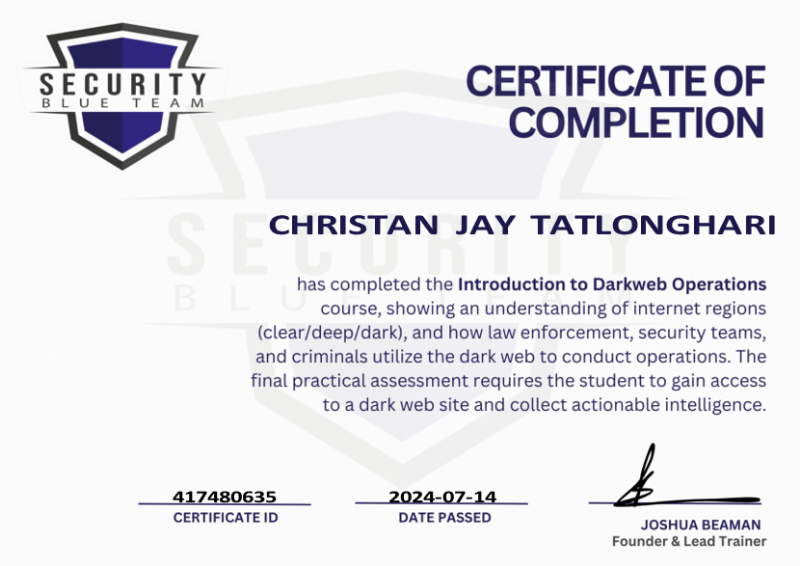 SECURITY
BLUE TEAM
CERTIFICATE OF
COMPLETION
CHRISTAN JAY TATLONGHARI
SECURITY
BLUE TEAM
has completed the Introduction to Darkweb Operations
course, showing an understanding of internet regions
(clear/deep/dark), and how law enforcement, security teams,
and criminals utilize the dark web to conduct operations. The
final practical assessment requires the student to gain access
to a dark web site and collect actionable intelligence.
417480635
CERTIFICATE ID
2024-07-14
DATE PASSED
JOSHUA BEAMAN
Founder & Lead Trainer